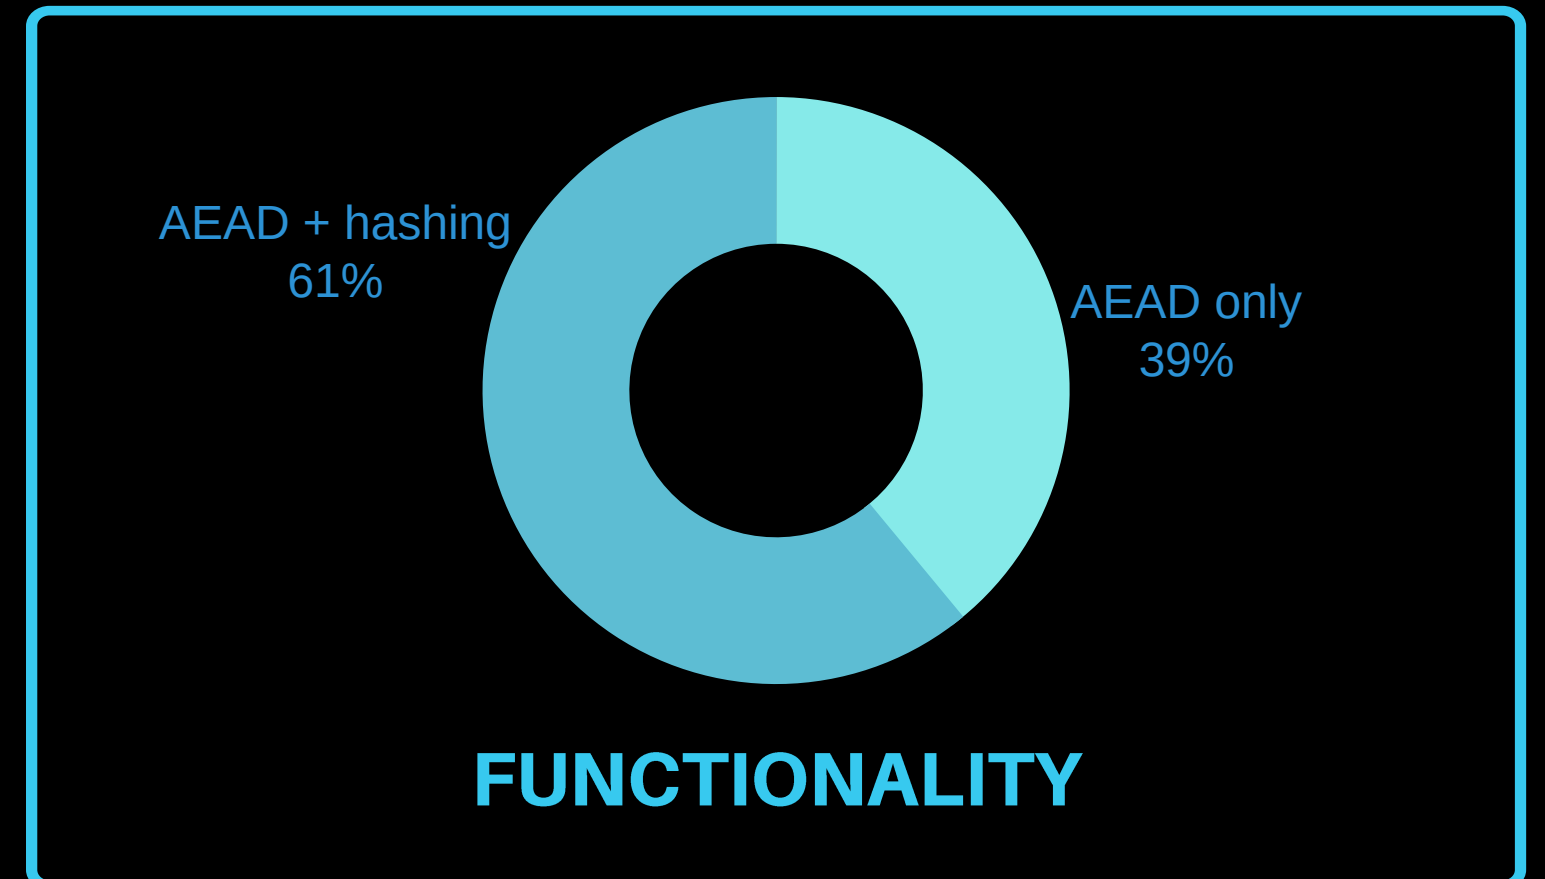 AEAD + hashing
61%
AEAD only
39%
FUNCTIONALITY